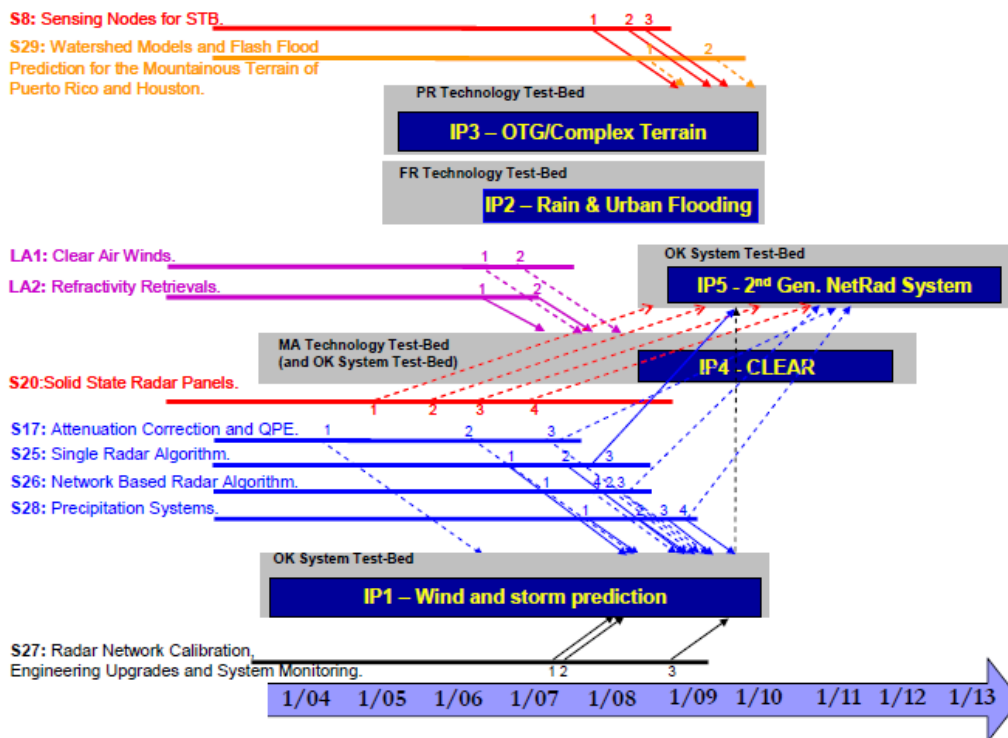 1 2 3
S8: Sensing Nodes for STB.
S29: Watershed Models and Flash Flood
1 2
Prediction for the Mountainous Terrain of
Puerto Rico and Houston.
PR Technology Test-Bed
IP3 – OTG/Complex Terrain
FR Technology Test-Bed
IP2 – Rain & Urban Flooding
LA1: Clear Air Winds.
1 2
OK System Test-Bed
IP5 - 2nd Gen. NetRad System
LA2: Refractivity Retrievals.
1 2
MA Technology Test-Bed
(and OK System Test-Bed)
IP4 - CLEAR
S20:Solid State Radar Panels.
1 2 3 4
S17: Attenuation Correction and QPE.
1 2 3
S25: Single Radar Algorithm.
1 2 3
S26: Network Based Radar Algorithm.
1 4 2 3
S28: Precipitation Systems.
1 2 3 4
OK System Test-Bed
IP1 – Wind and storm prediction
S27: Radar Network Calibration,
Engineering Upgrades and System Monitoring.
1 2 3
1/04 1/05 1/06 1/07 1/08 1/09 1/10 1/11 1/12 1/13